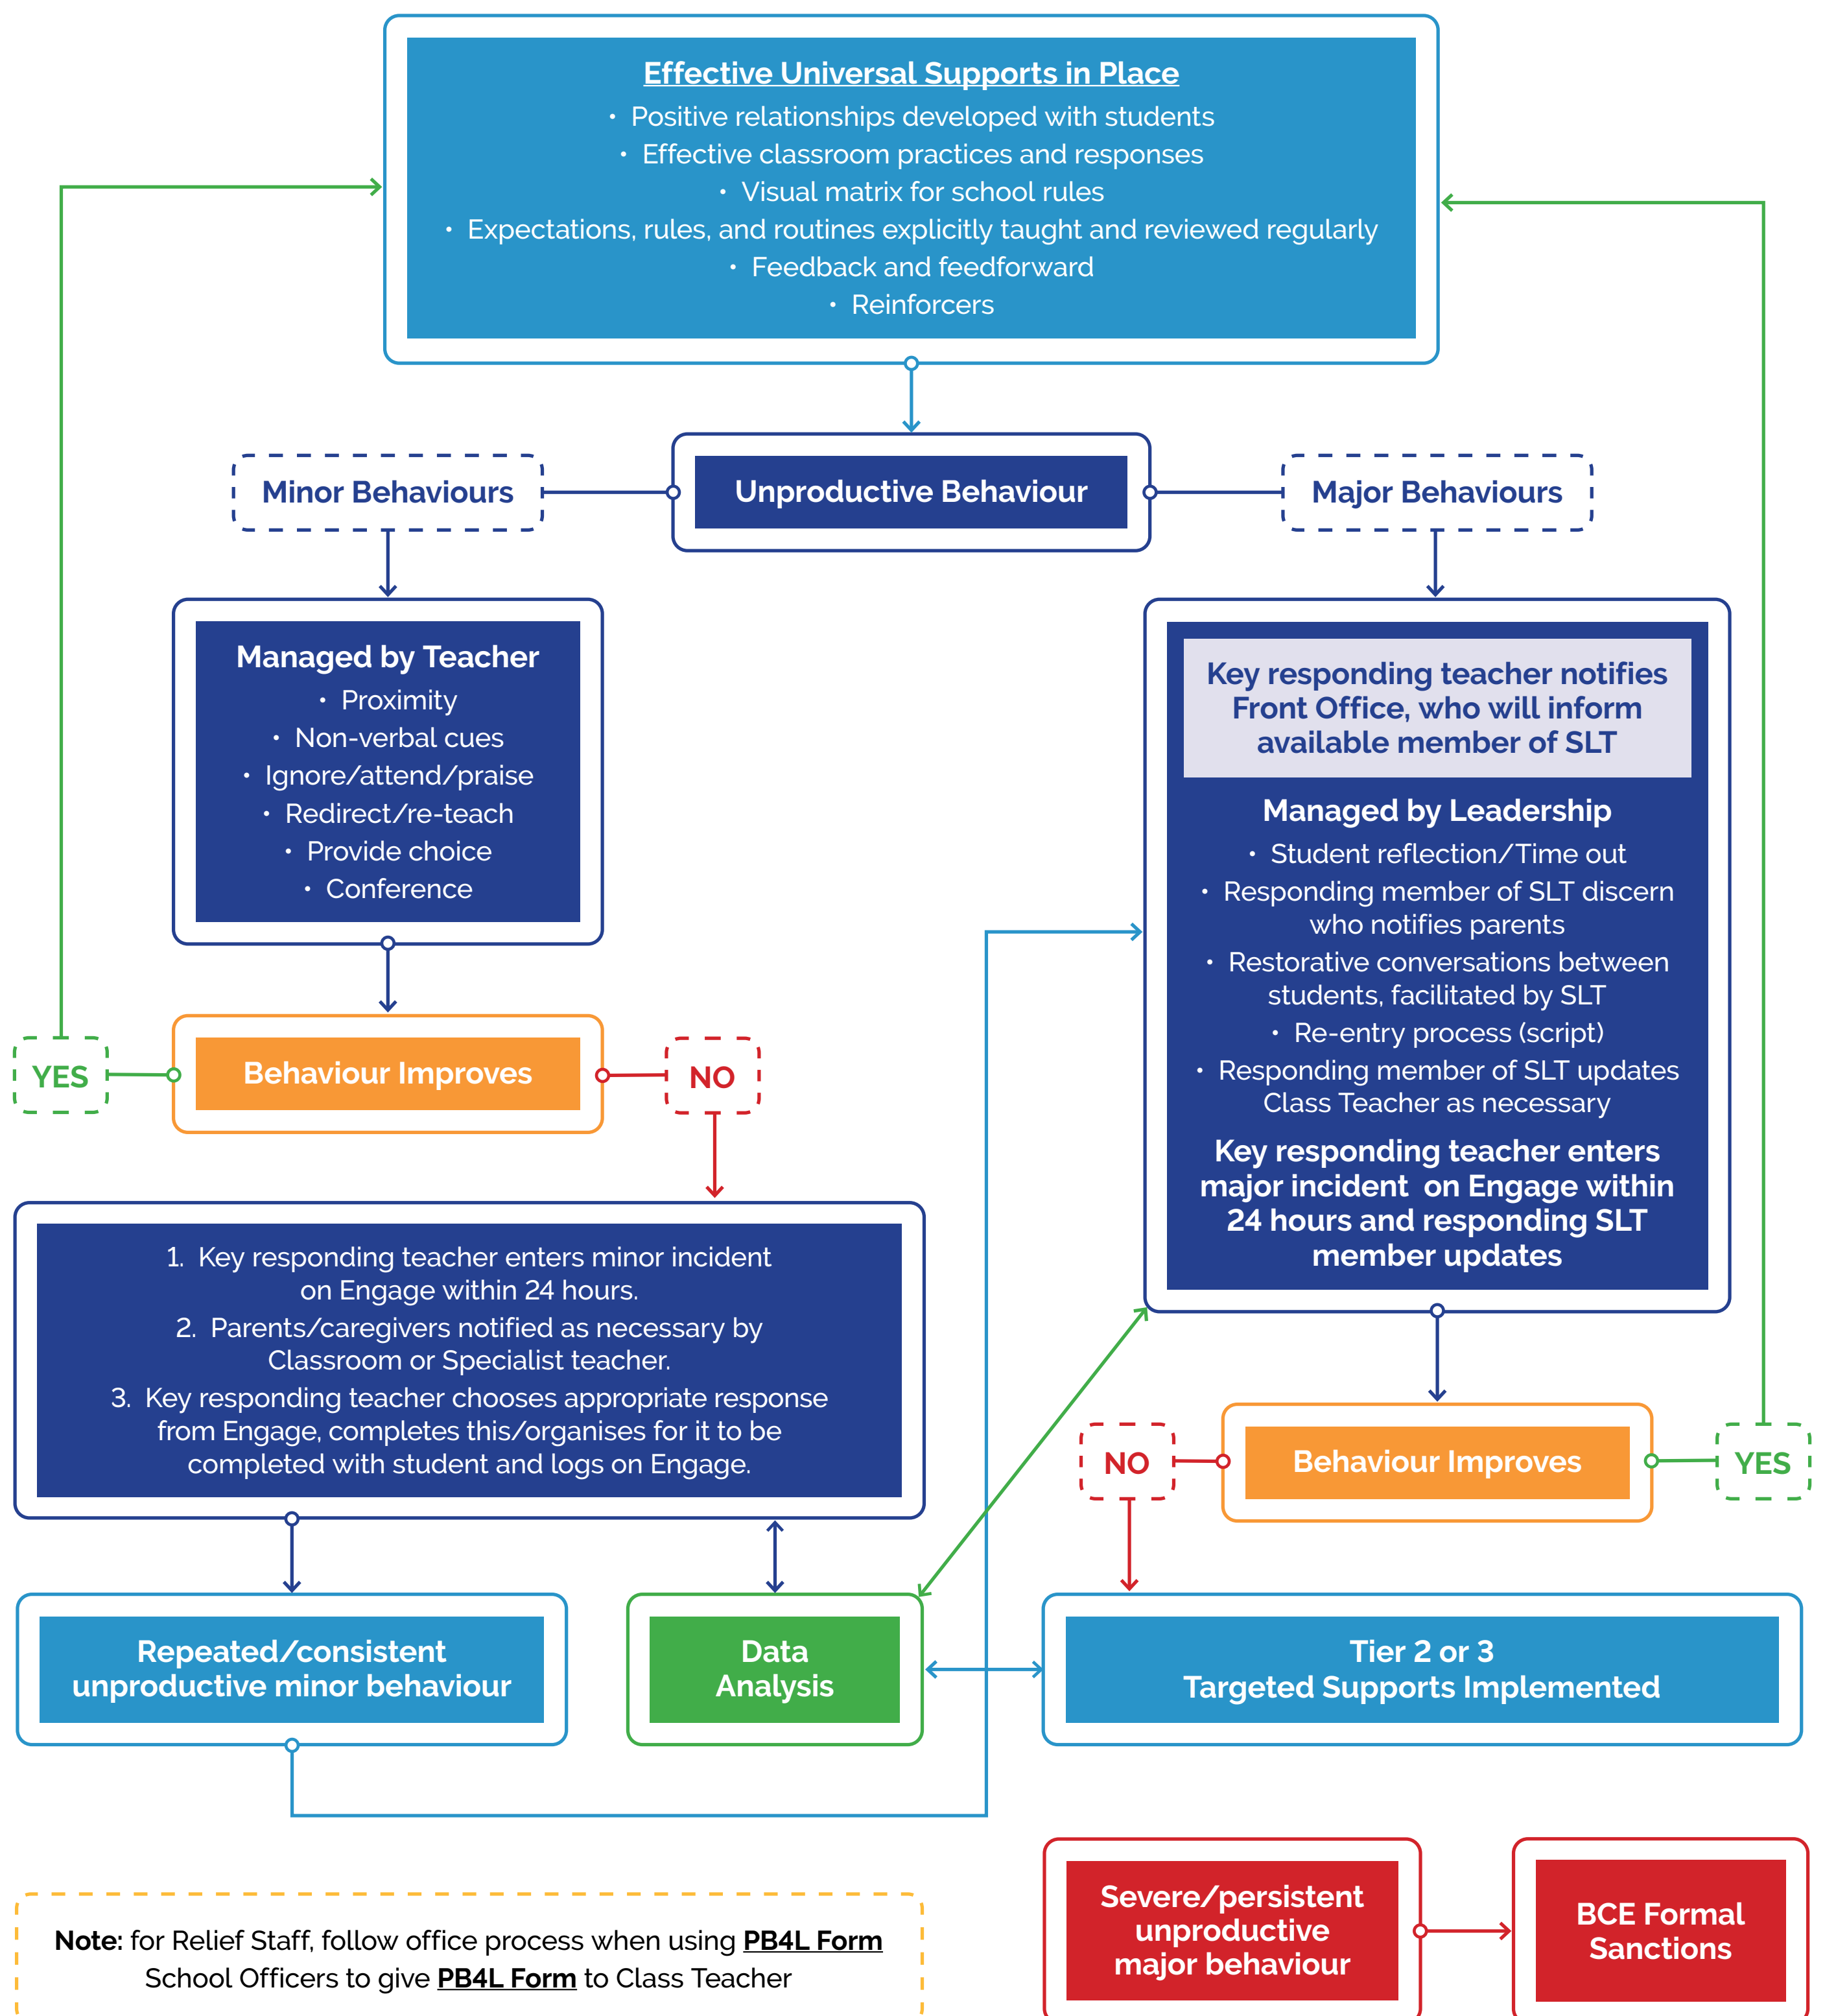 Effective Universal Supports in Place
• Positive relationships developed with students
• Effective classroom practices and responses
• Visual matrix for school rules
• Expectations, rules, and routines explicitly taught and reviewed regularly
• Feedback and feedforward
• Reinforcers
Minor Behaviours
Unproductive Behaviour
Major Behaviours
Managed by Teacher
• Proximity
• Non-verbal cues
• Ignore/attend/praise
• Redirect/re-teach
• Provide choice
• Conference
Key responding teacher notifies
Front Office, who will inform
available member of SLT
Managed by Leadership
• Student reflection/Time out
• Responding member of SLT discern
who notifies parents
• Restorative conversations between
students, facilitated by SLT
• Re-entry process (script)
• Responding member of SLT updates
Class Teacher as necessary
Key responding teacher enters
major incident on Engage within
24 hours and responding SLT
member updates
YES
Behaviour Improves
NO
1. Key responding teacher enters minor incident
on Engage within 24 hours.
2. Parents/caregivers notified as necessary by
Classroom or Specialist teacher.
3. Key responding teacher chooses appropriate response
from Engage, completes this/organises for it to be
completed with student and logs on Engage.
NO
Behaviour Improves
YES
Repeated/consistent
unproductive minor behaviour
Data
Analysis
Tier 2 or 3
Targeted Supports Implemented
Severe/persistent
unproductive
major behaviour
BCE Formal
Sanctions
Note: for Relief Staff, follow office process when using PB4L Form
School Officers to give PB4L Form to Class Teacher